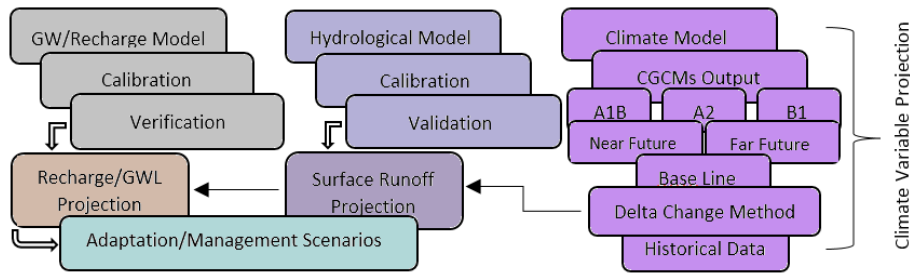 GW/Recharge Model
Calibration
Verification
Recharge/GWL
Projection
Adaptation/Management Scenarios
Hydrological Model
Calibration
Validation
Surface Runoff
Projection
Climate Model
CGCMs Output
A1B
A2
B1
Near Future
Far Future
Base Line
Delta Change Method
Historical Data
Climate Variable Projection